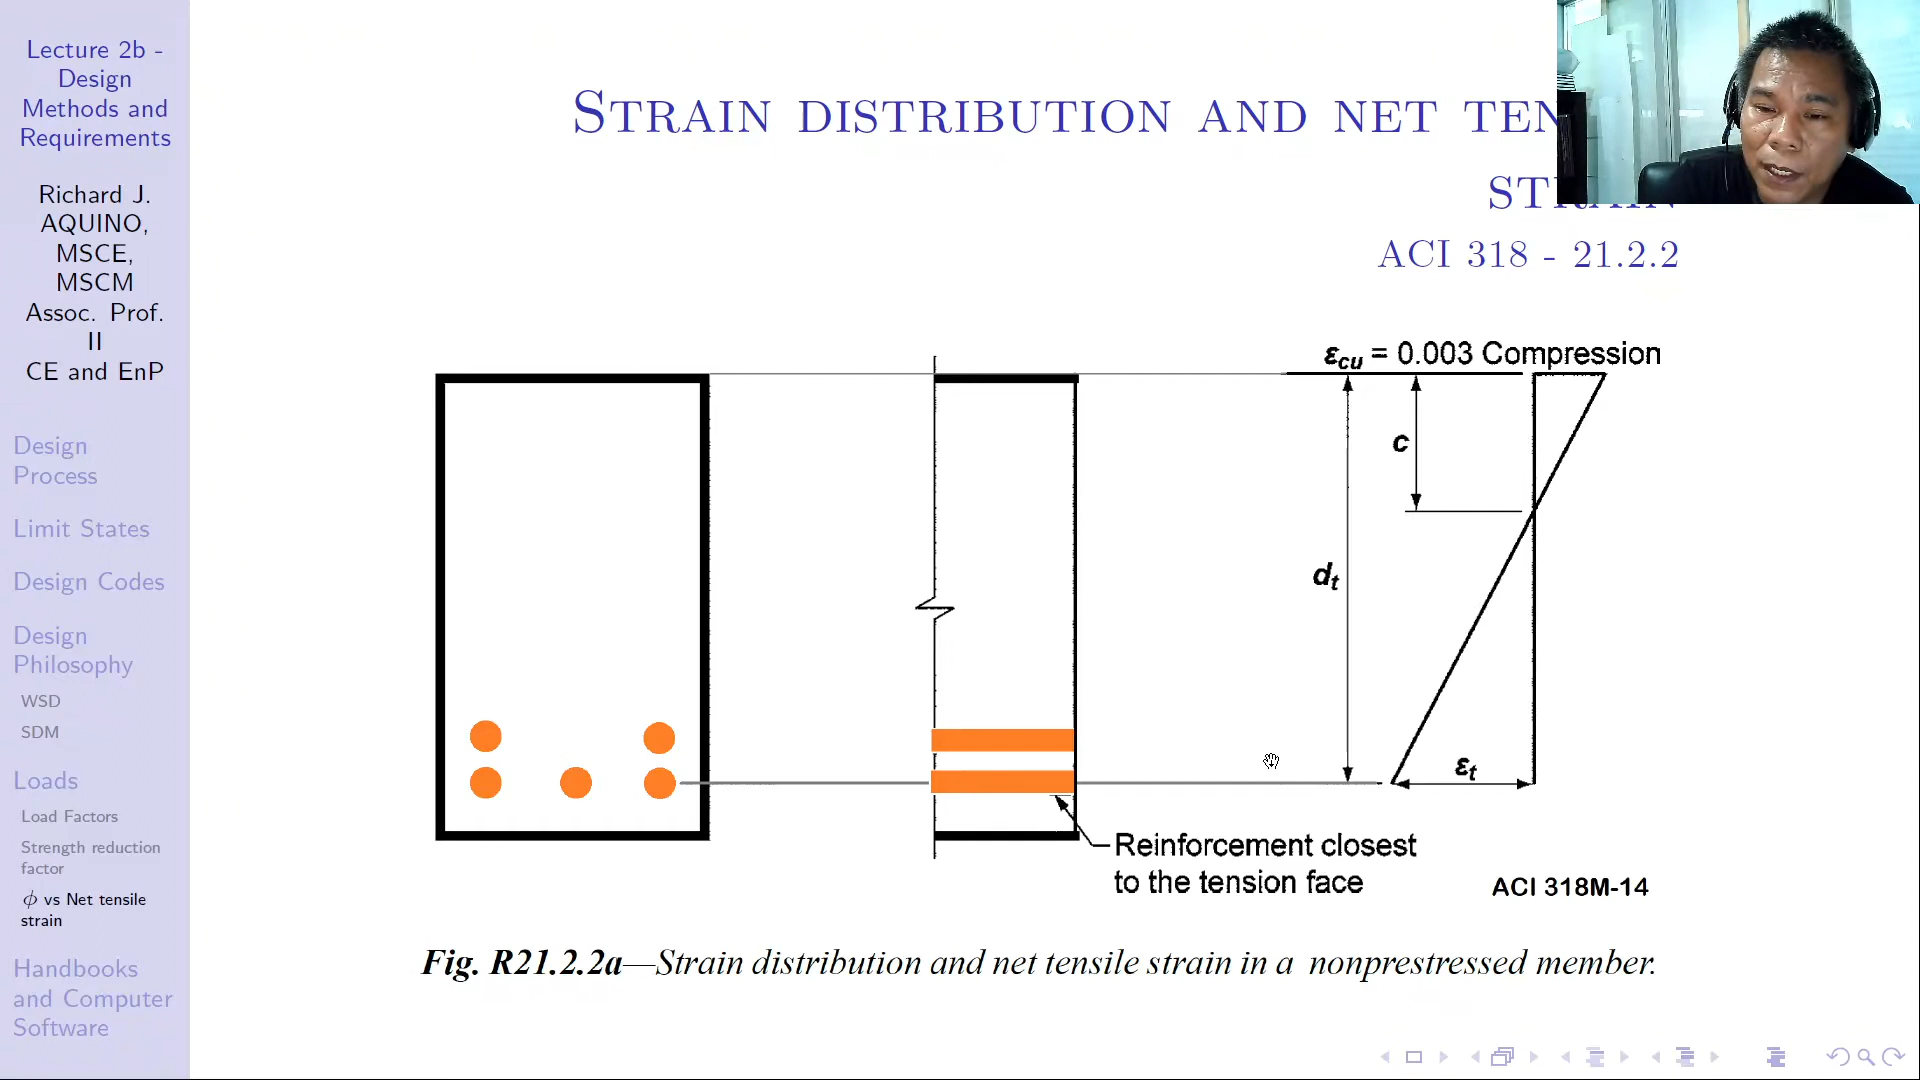 Lecture 2b -
Design
Methods and
Requirements
Richard J.
AQUINO,
MSCE,
MSCM
Assoc. Prof.
II
CE and EnP
Design
Process
Limit States
Design Codes
Design
Philosophy
WSD
SDM
Loads
Load Factors
Strength reduction
factor
ϕ vs Net tensile
strain
Handbooks
and Computer
Software
STRAIN DISTRIBUTION AND NET
ACI 318 - 21.2.2
εcu = 0.003 Compression
c
dt
εt
Reinforcement closest
to the tension face
ACI 318M-14
Fig. R21.2.2a—Strain distribution and net tensile strain in a nonprestressed member.